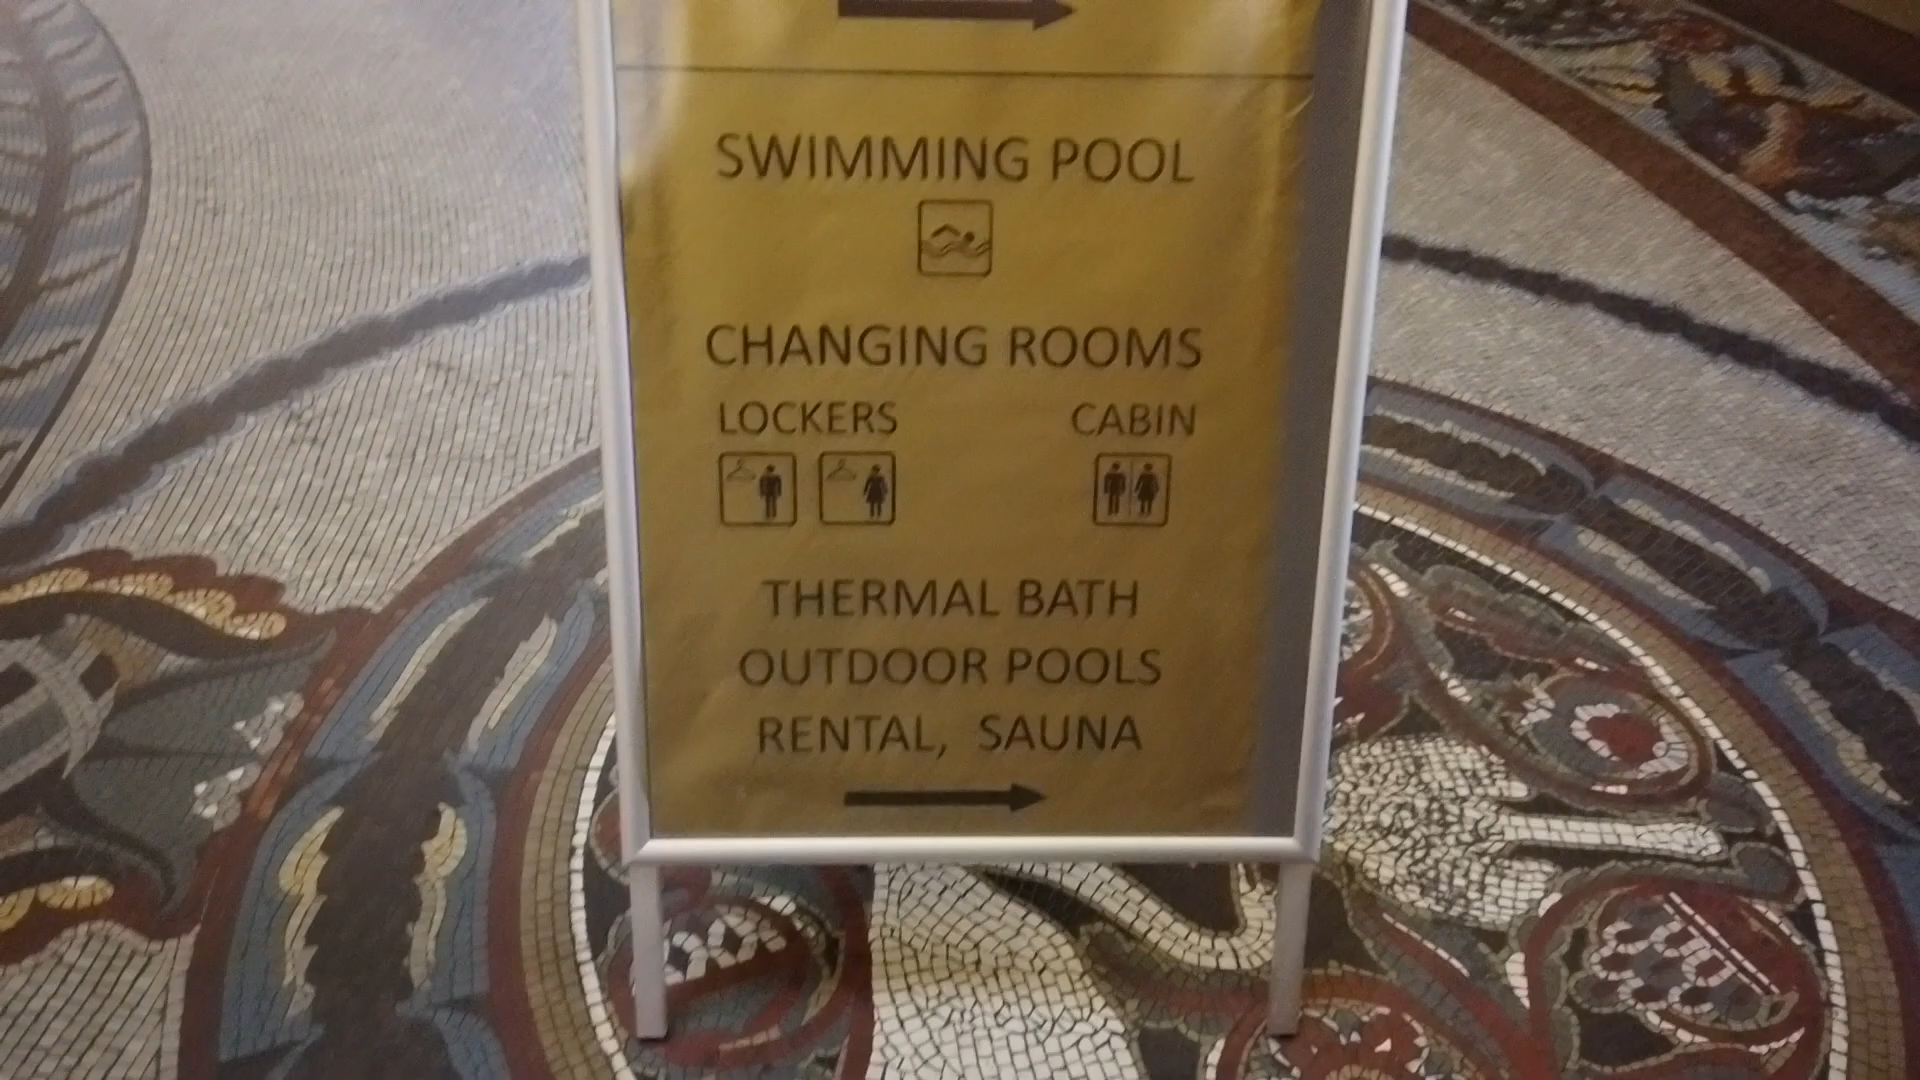 SWIMMING POOL
CHANGING ROOMS
LOCKERS CABIN
THERMAL BATH
OUTDOOR POOLS
RENTAL, SAUNA